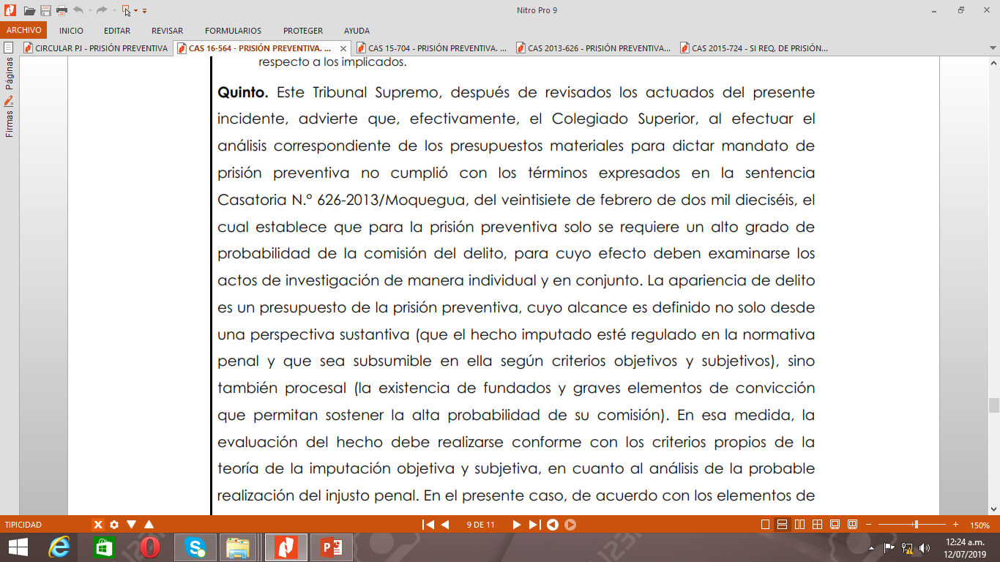 Nitro Pro 9
ARCHIVO INICIO EDITAR REVISAR FORMULARIOS PROTEGER AYUDA
CIRCULAR PJ - PRISIÓN PREVENTIVA CAS 16-564 - PRISIÓN PREVENTIVA. ... CAS 15-704 - PRISIÓN PREVENTIVA. ... CAS 2013-626 - PRISIÓN PREVENTIVA... CAS 2015-724 - SI REQ. DE PRISIÓN...
Páginas
Firmas
respecto a los implicados.
Quinto. Este Tribunal Supremo, después de revisados los actuados del presente
incidente, advierte que, efectivamente, el Colegiado Superior, al efectuar el
análisis correspondiente de los presupuestos materiales para dictar mandato de
prisión preventiva no cumplió con los términos expresados en la sentencia
Casatoria N.° 626-2013/Moquegua, del veintisiete de febrero de dos mil dieciséis, el
cual establece que para la prisión preventiva solo se requiere un alto grado de
probabilidad de la comisión del delito, para cuyo efecto deben examinarse los
actos de investigación de manera individual y en conjunto. La apariencia de delito
es un presupuesto de la prisión preventiva, cuyo alcance es definido no solo desde
una perspectiva sustantiva (que el hecho imputado esté regulado en la normativa
penal y que sea subsumible en ella según criterios objetivos y subjetivos), sino
también procesal (la existencia de fundados y graves elementos de convicción
que permitan sostener la alta probabilidad de su comisión). En esa medida, la
evaluación del hecho debe realizarse conforme con los criterios propios de la
teoría de la imputación objetiva y subjetiva, en cuanto al análisis de la probable
realización del injusto penal. En el presente caso, de acuerdo con los elementos de
TIPICIDAD 9 DE 11 150%
12:24 a.m.
12/07/2019